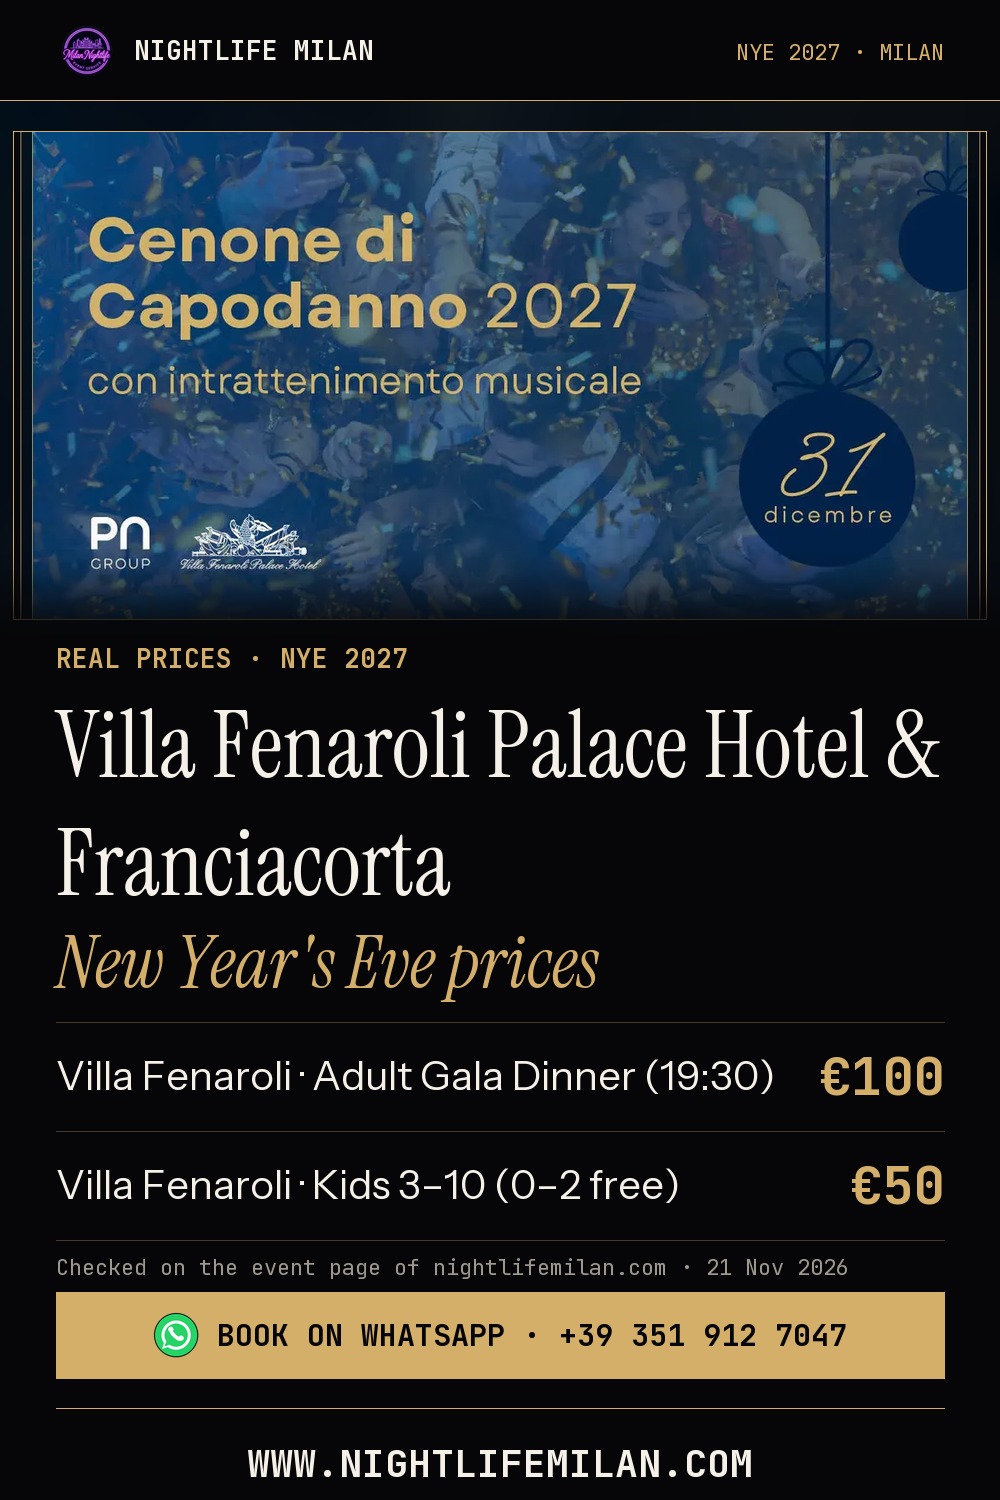 Milan Nightlife
NIGHTLIFE MILAN
NYE 2027 · MILAN
Cenone di
Capodanno 2027
con intrattenimento musicale
31
dicembre
PN
GROUP
Villa Fenaroli Palace Hotel
REAL PRICES · NYE 2027
Villa Fenaroli Palace Hotel &
Franciacorta
New Year's Eve prices
Villa Fenaroli · Adult Gala Dinner (19:30) €100
Villa Fenaroli · Kids 3–10 (0–2 free) €50
Checked on the event page of nightlifemilan.com · 21 Nov 2026
BOOK ON WHATSAPP · +39 351 912 7047
WWW.NIGHTLIFEMILAN.COM